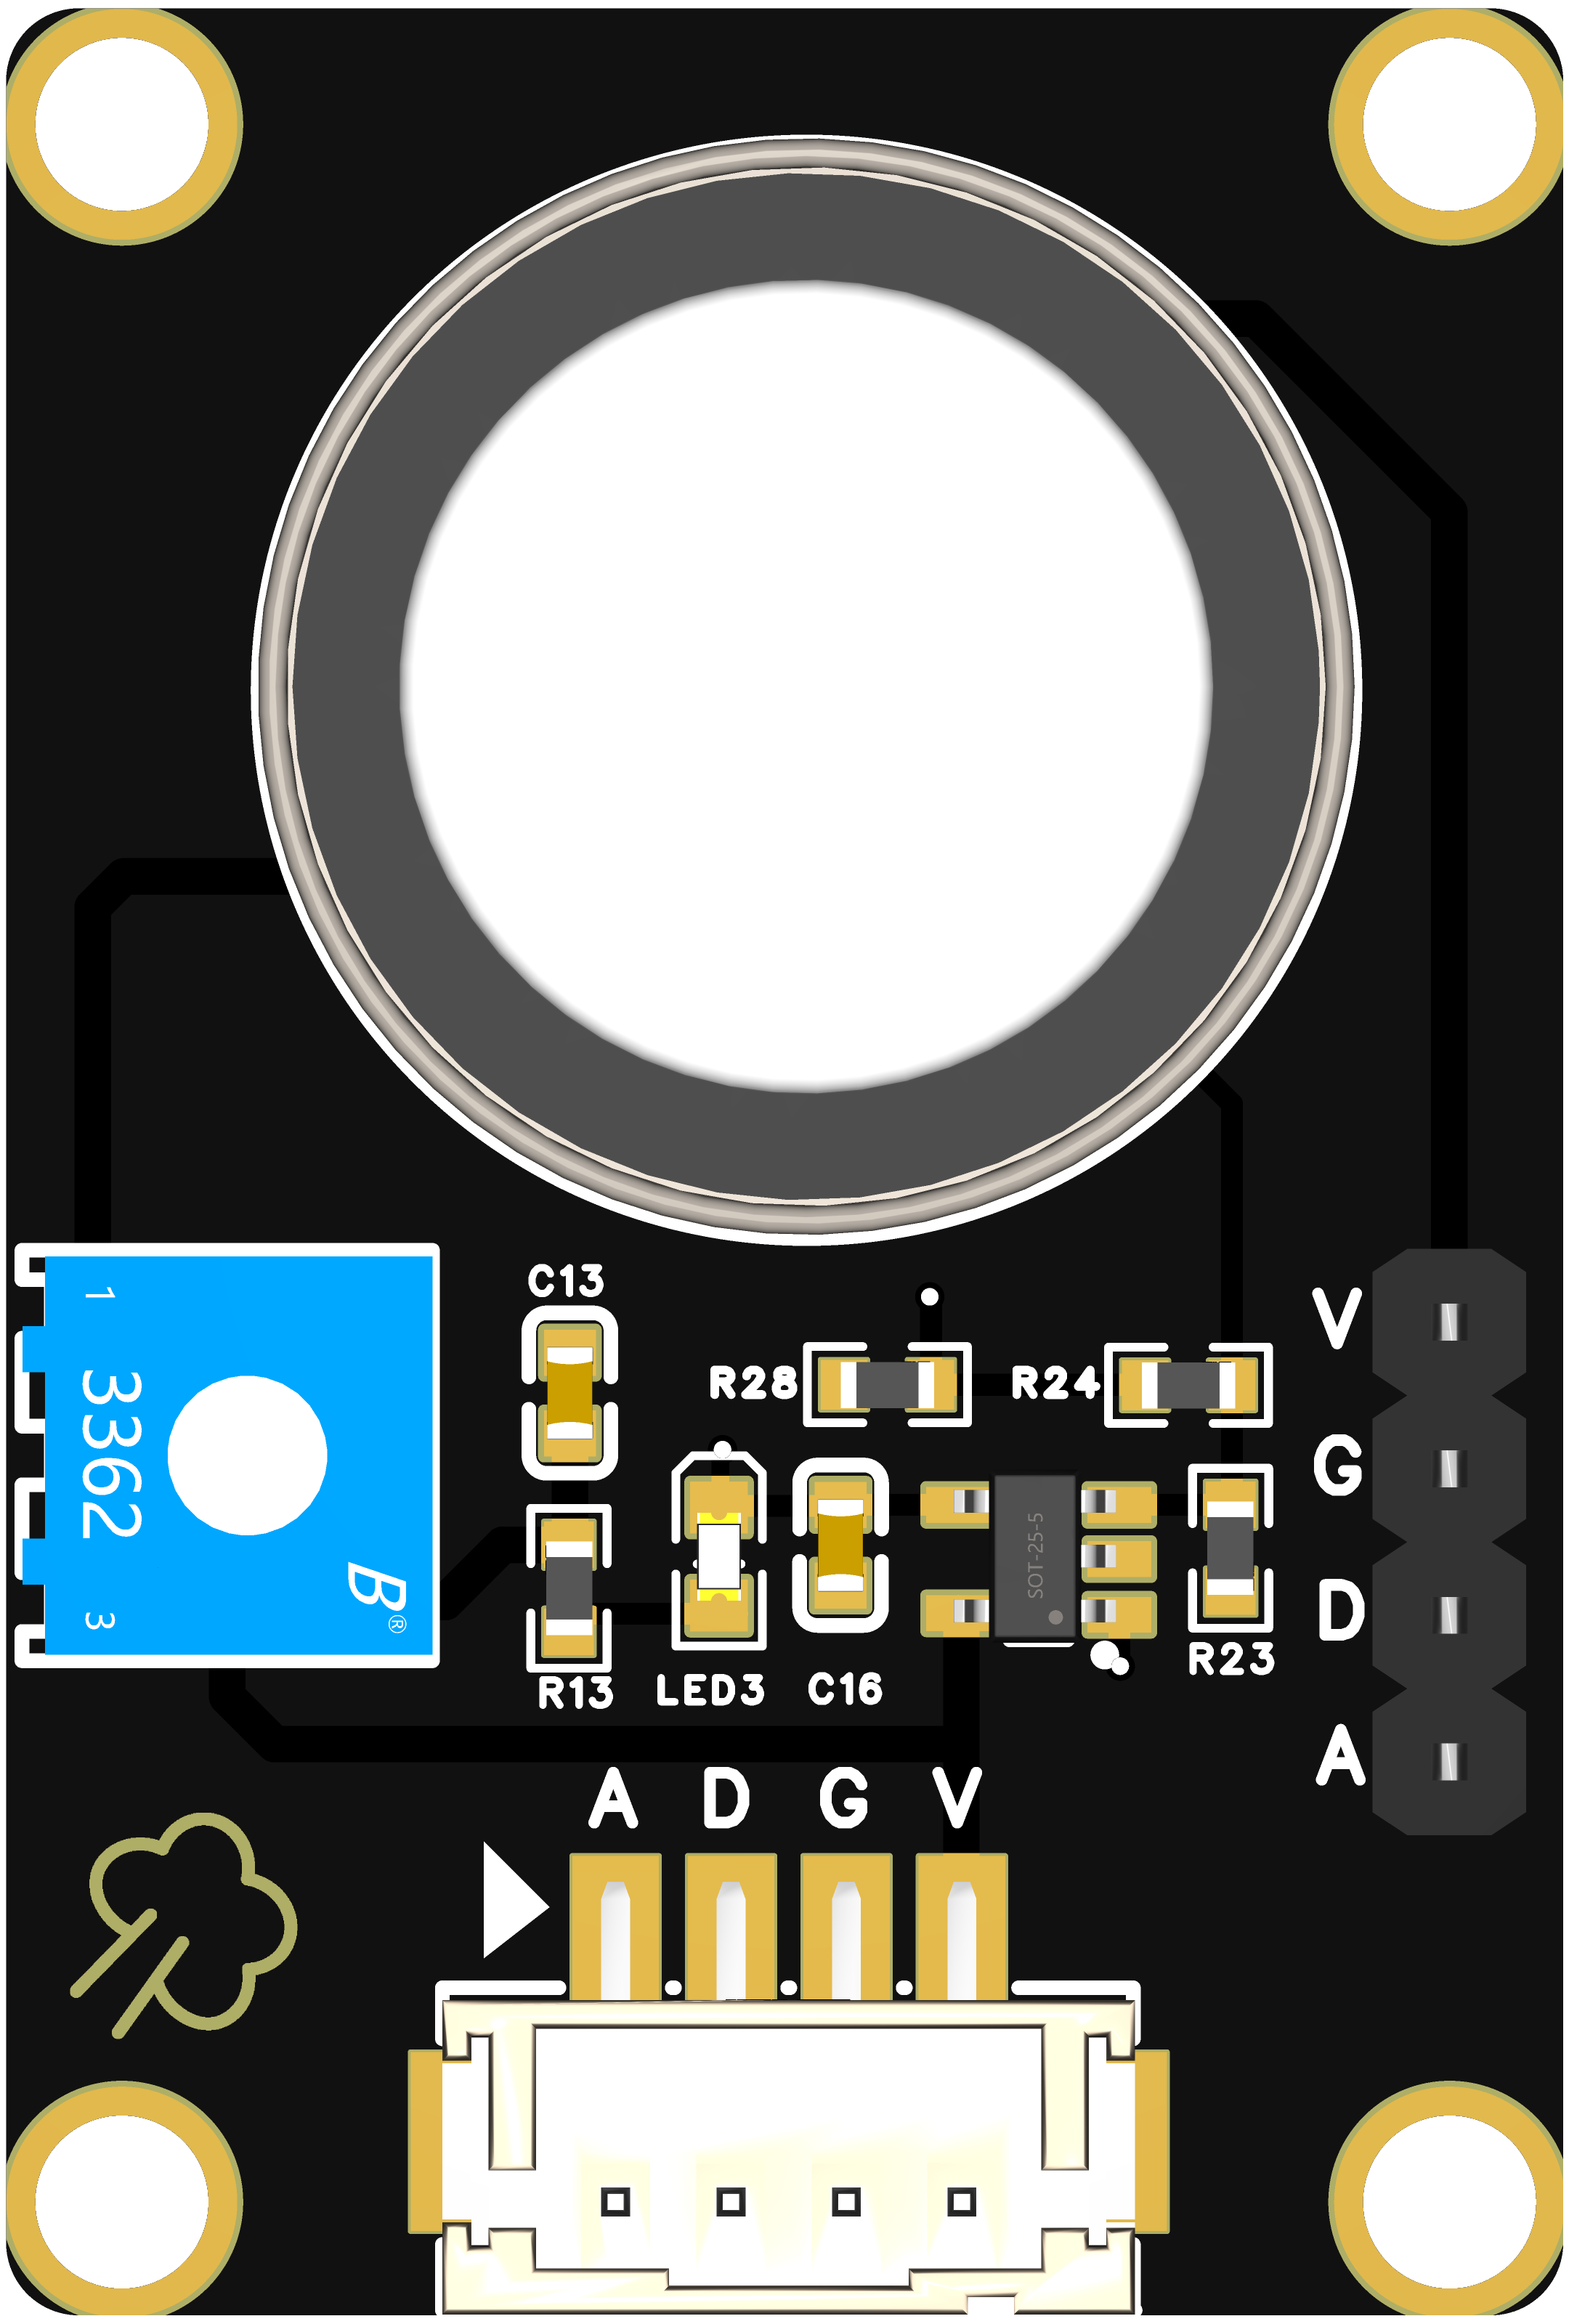 1
3362
3
B®
C13
R28
R24
V
G
D
A
SOT-25-5
R13
LED3
C16
R23
A D G V